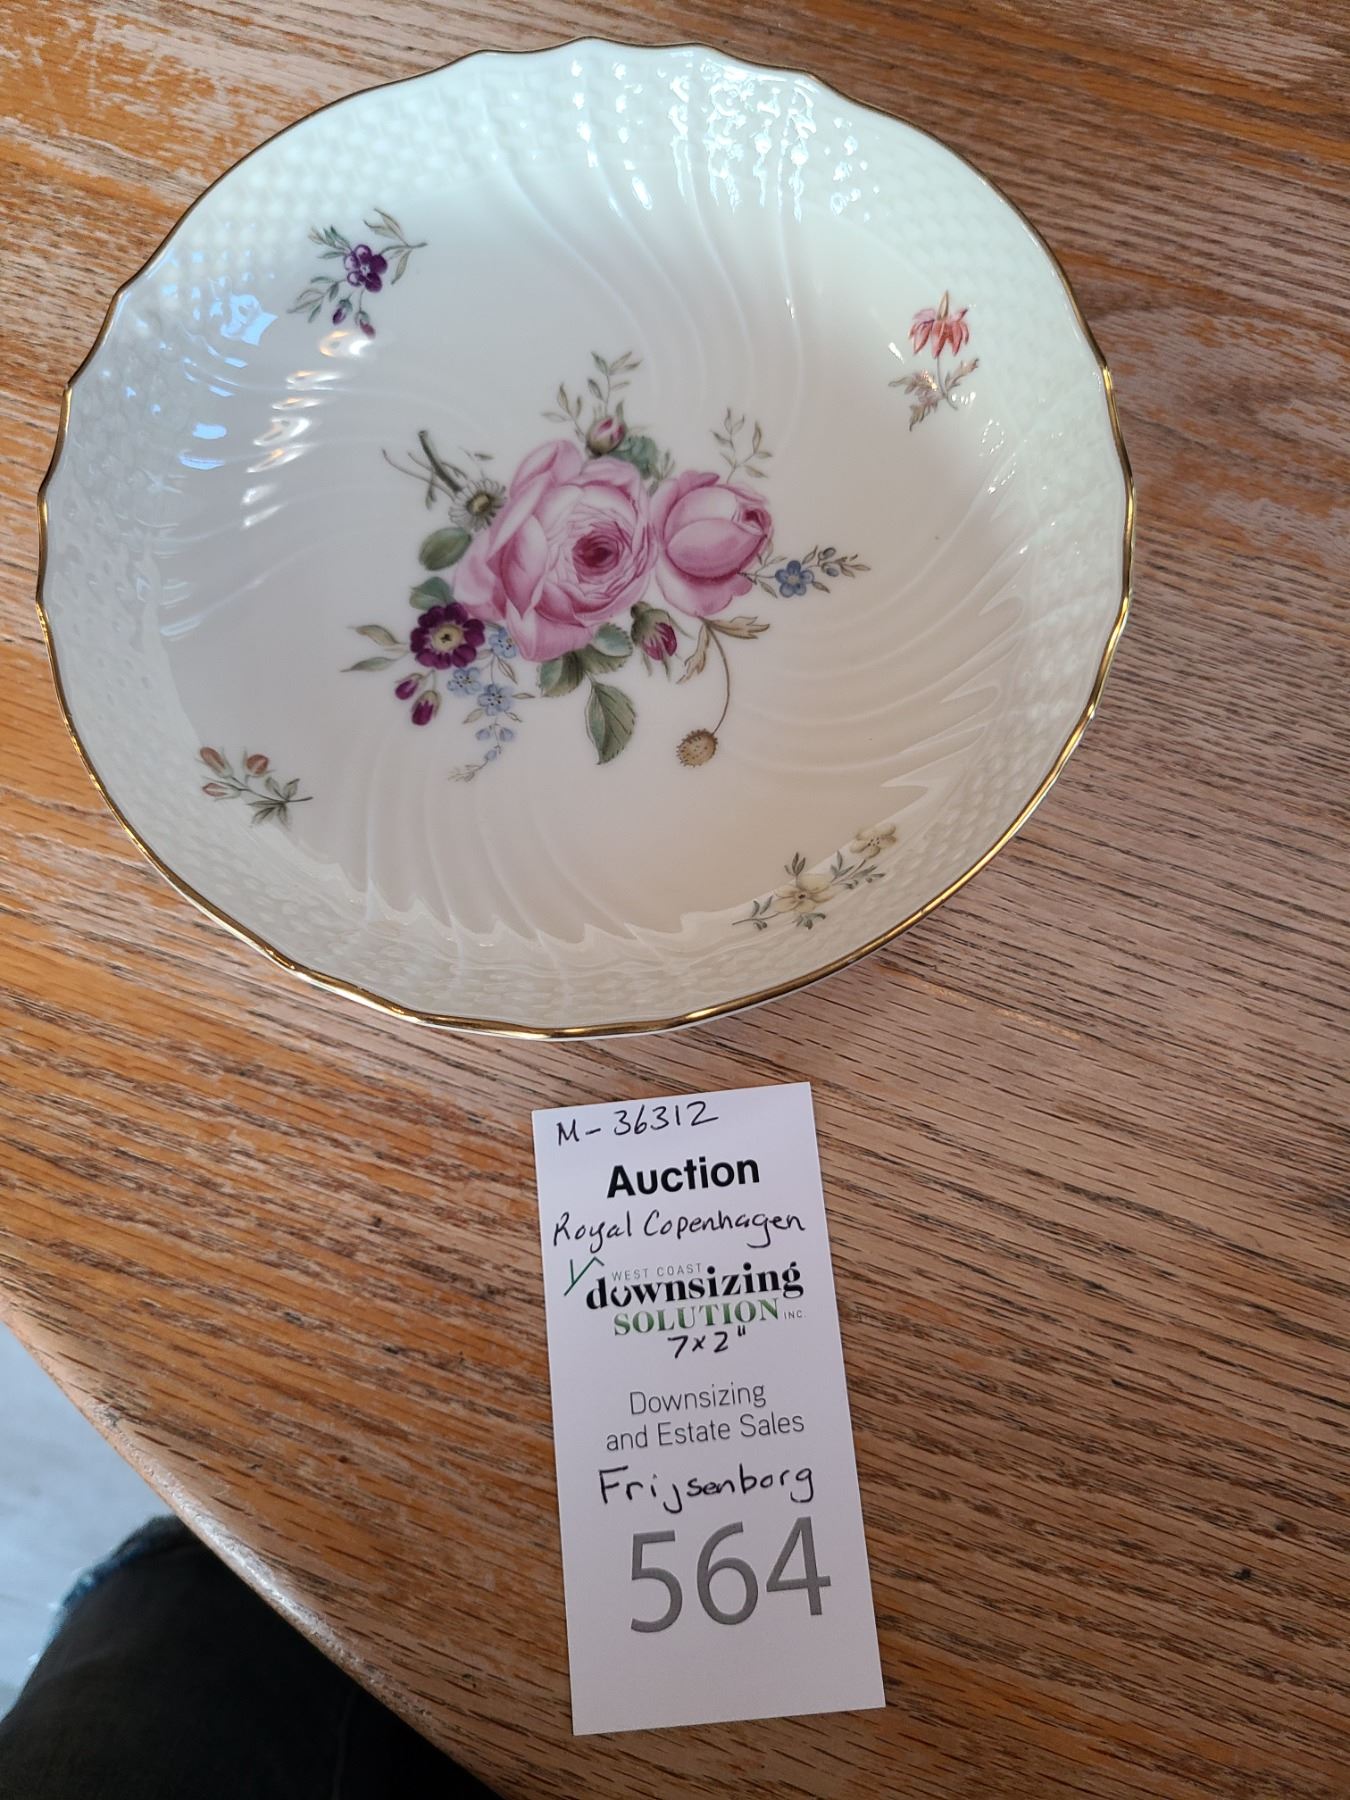 M-36312
Auction
Royal Copenhagen
WEST COAST
downsizing
SOLUTION INC.
7x2"
Downsizing
and Estate Sales
Frijsenborg
564